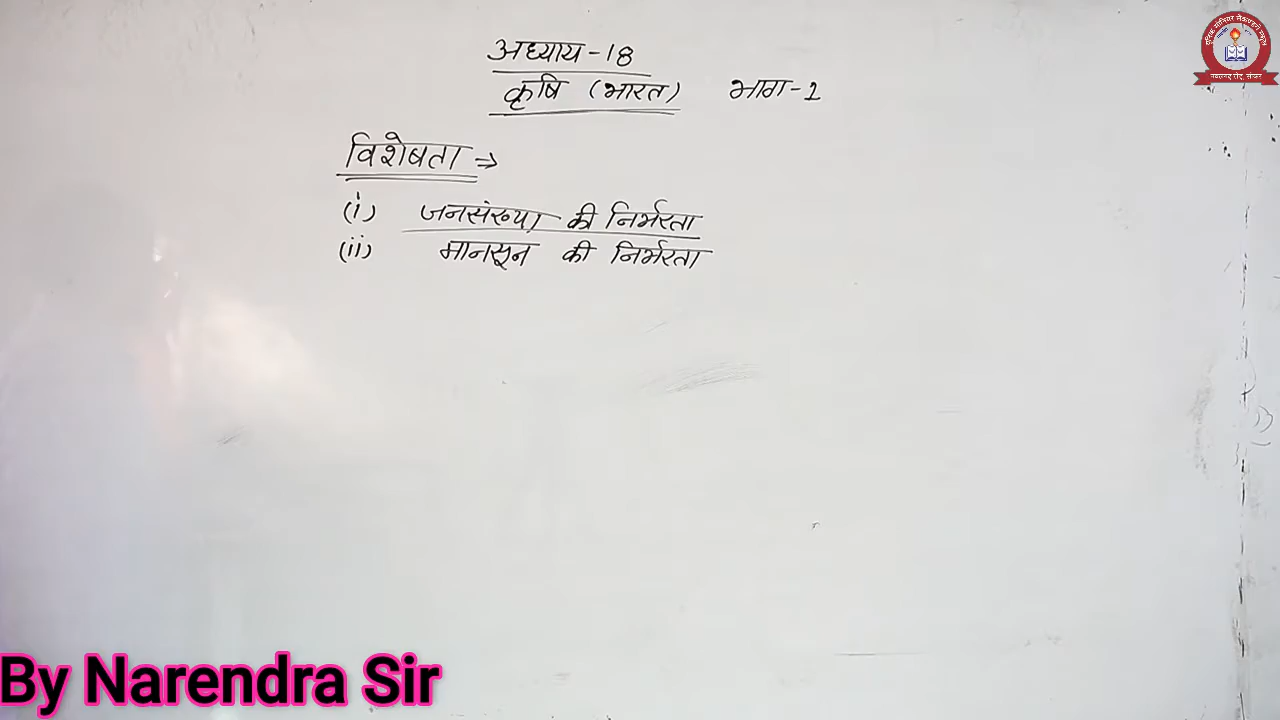 अध्याय-18
कृषि (भारत) भाग-1
विशेषता ⇒
(i) जनसंख्या की निर्भरता
(ii) मानसून की निर्भरता
By Narendra Sir